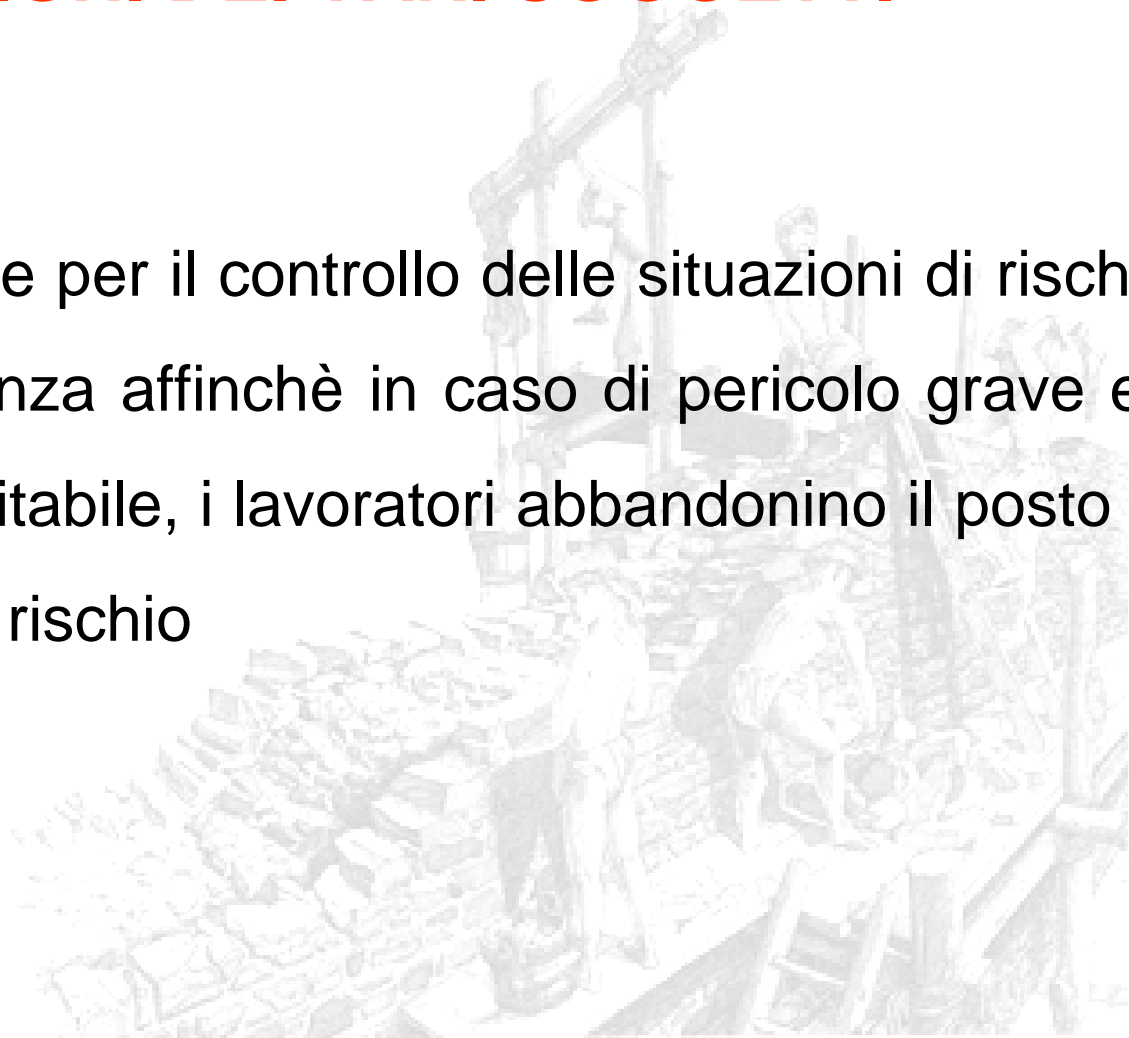 e per il controllo delle situazioni di risch
nza affinchè in caso di pericolo grave e
itabile, i lavoratori abbandonino il posto
rischio